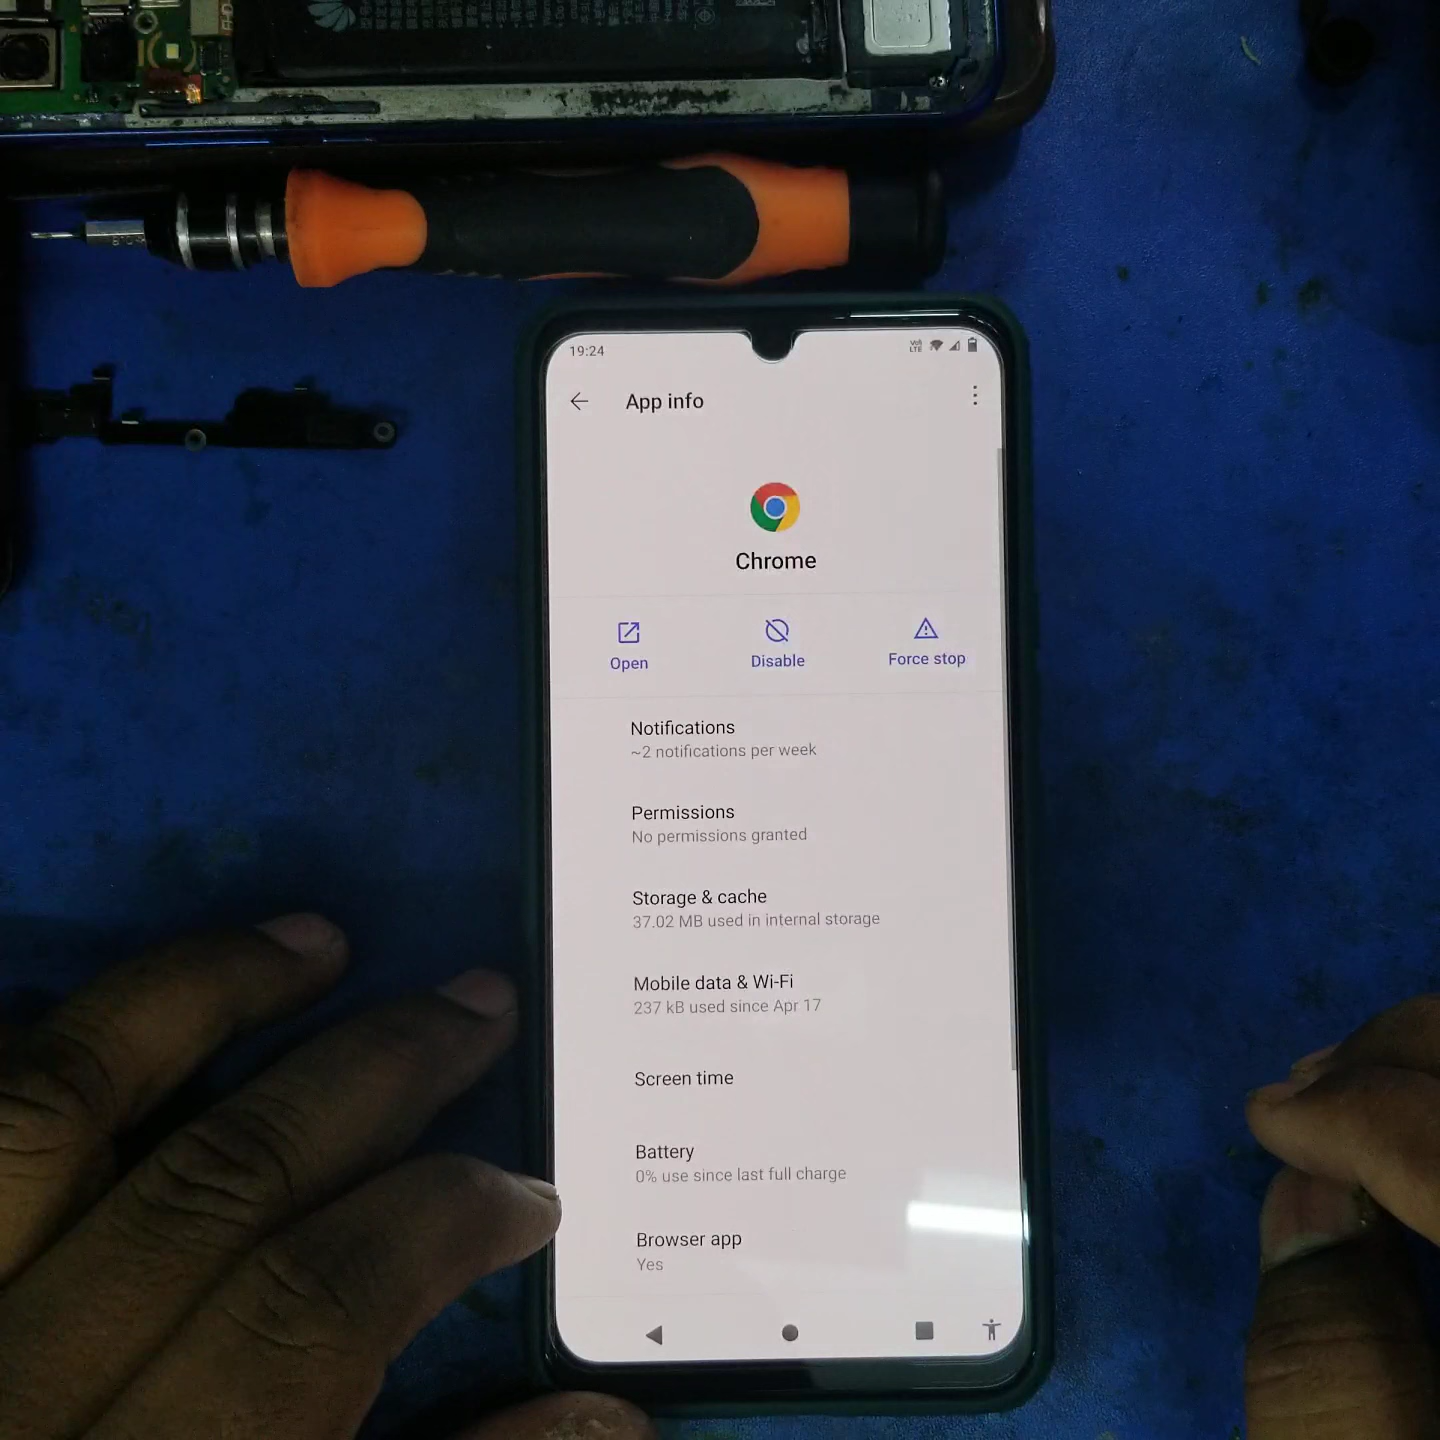 19:24
Vo))
LTE
App info
Chrome
Open
Disable
Force stop
Notifications
~2 notifications per week
Permissions
No permissions granted
Storage & cache
37.02 MB used in internal storage
Mobile data & Wi-Fi
237 kB used since Apr 17
Screen time
Battery
0% use since last full charge
Browser app
Yes